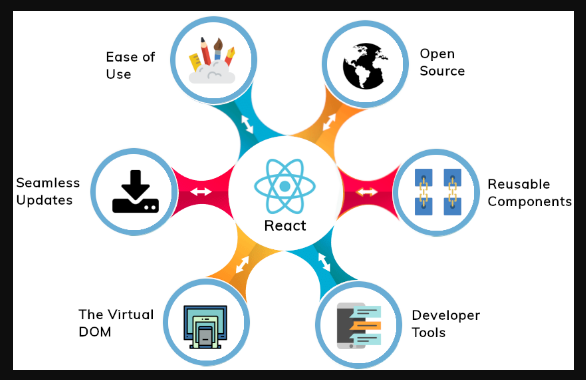 Ease of
Use
Open
Source
Seamless
Updates
React
Reusable
Components
The Virtual
DOM
Developer
Tools